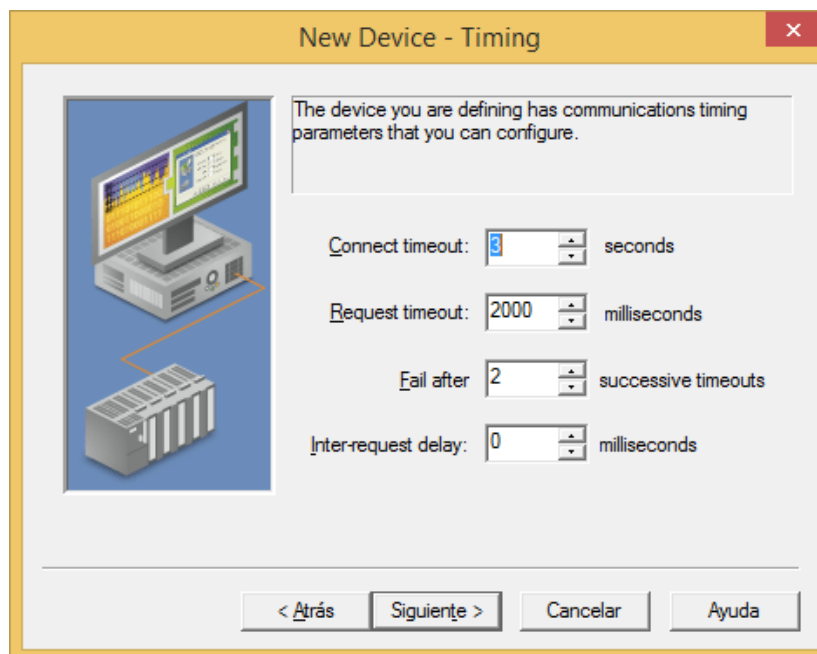 New Device - Timing
The device you are defining has communications timing
parameters that you can configure.
Connect timeout: 3 seconds
Request timeout: 2000 milliseconds
Fail after 2 successive timeouts
Inter-request delay: 0 milliseconds
< Atrás Siguiente > Cancelar Ayuda